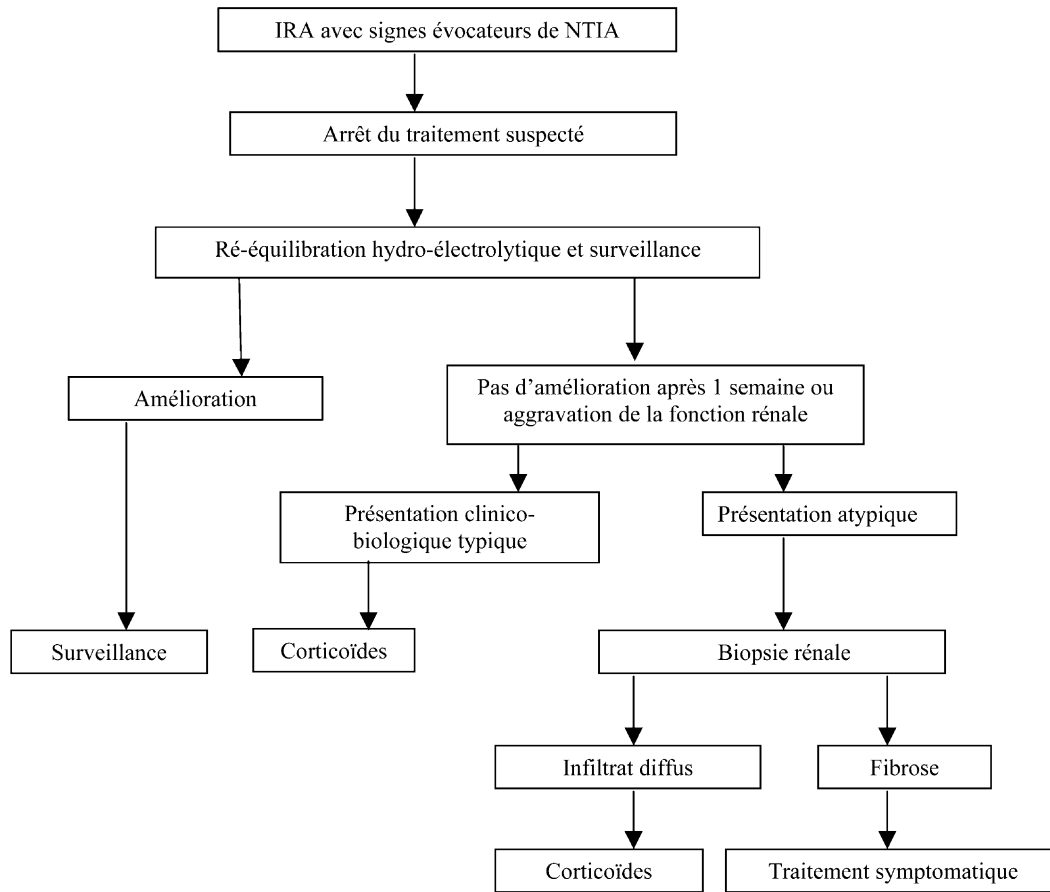 IRA avec signes évocateurs de NTIA
Arrêt du traitement suspecté
Ré-équilibration hydro-électrolytique et surveillance
Amélioration
Pas d'amélioration après 1 semaine ou
aggravation de la fonction rénale
Présentation clinico-
biologique typique
Présentation atypique
Surveillance
Corticoïdes
Biopsie rénale
Infiltrat diffus
Fibrose
Corticoïdes
Traitement symptomatique